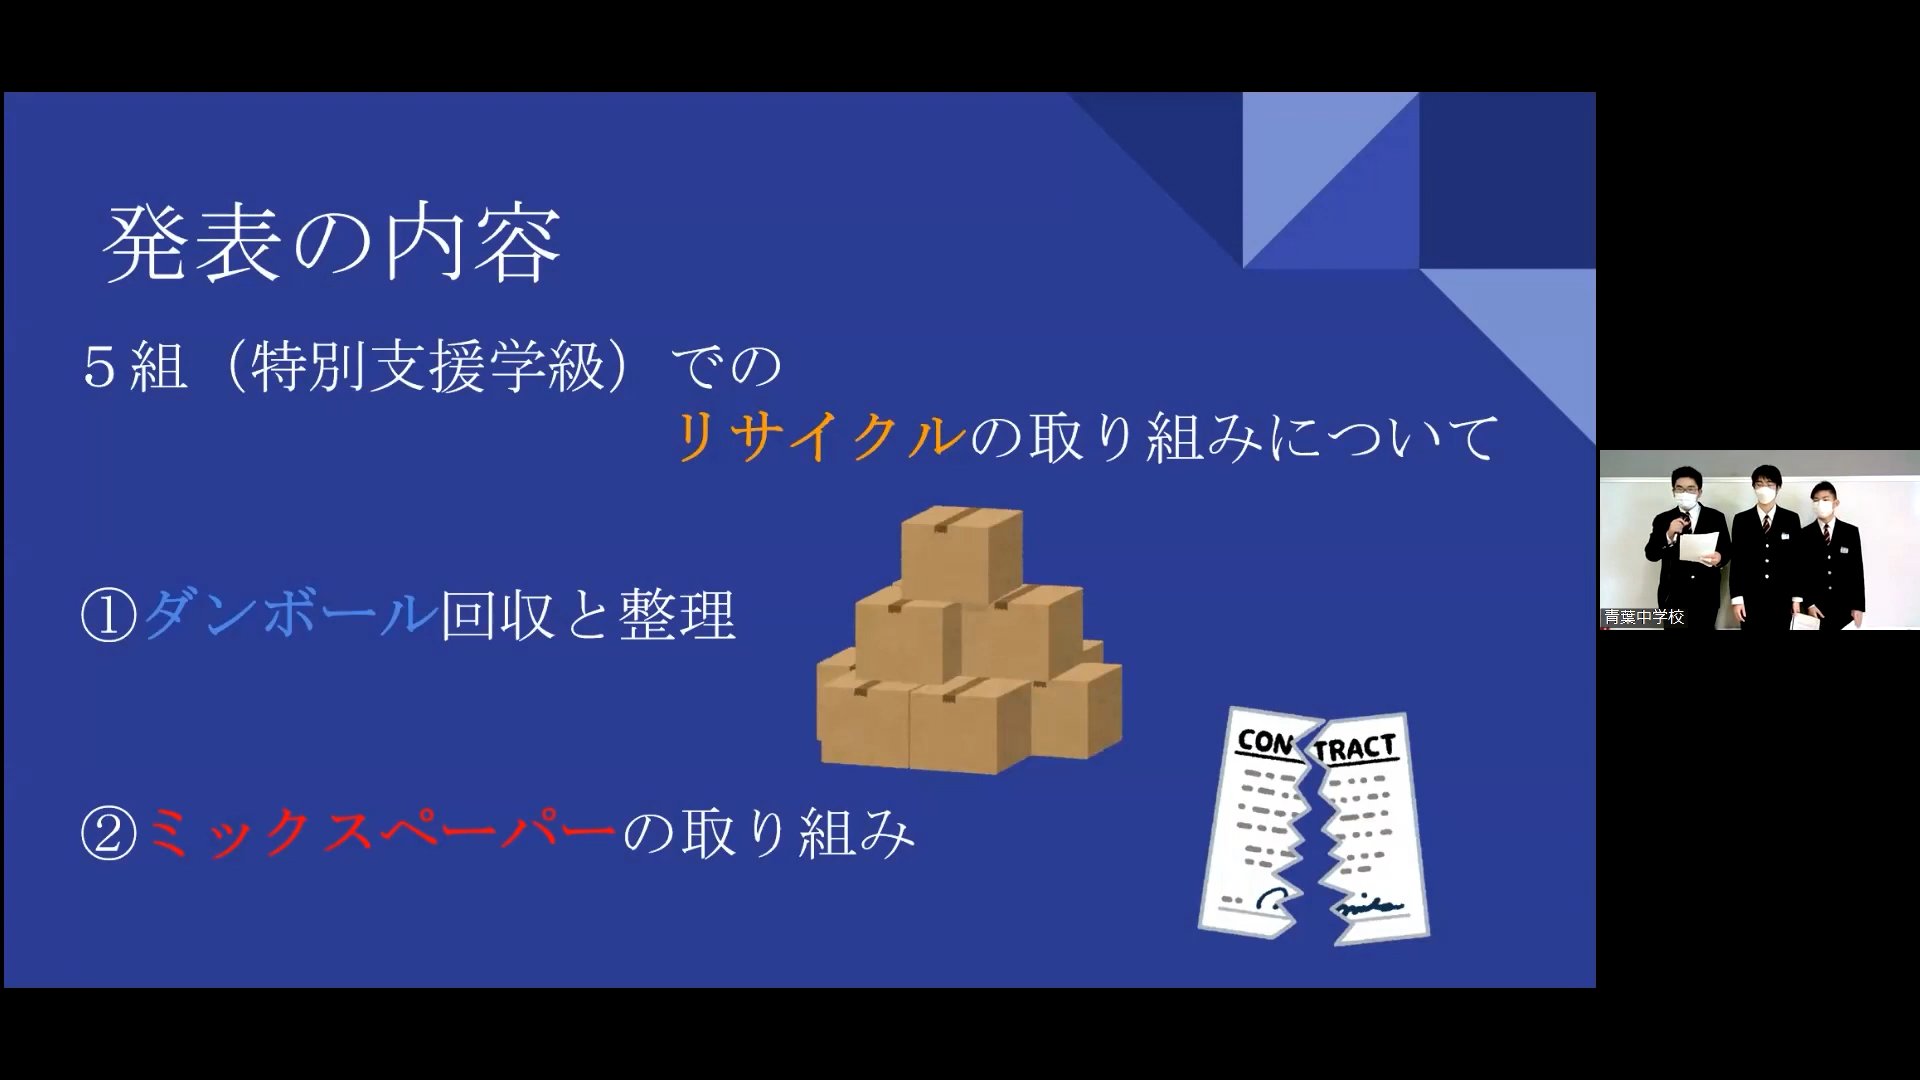 発表の内容
５組（特別支援学級）での
リサイクルの取り組みについて
①ダンボール回収と整理
②ミックスペーパーの取り組み
CON TRACT
青葉中学校